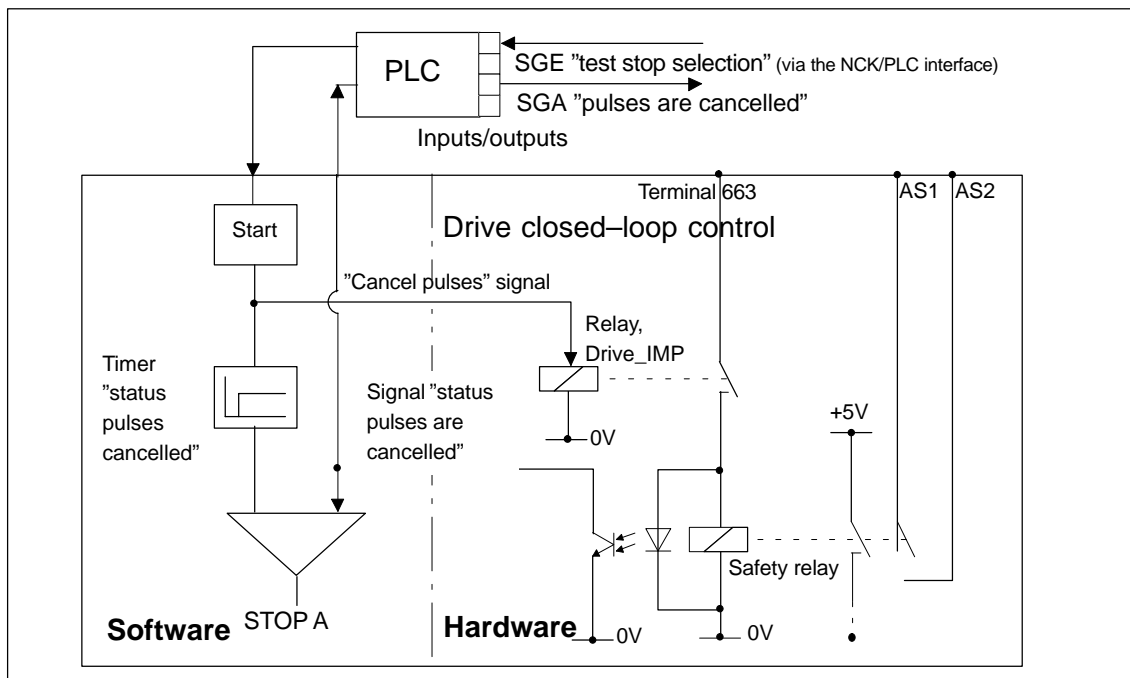 PLC
SGE ”test stop selection” (via the NCK/PLC interface)
SGA ”pulses are cancelled”
Inputs/outputs
Terminal 663
AS1
AS2
Start
Drive closed–loop control
”Cancel pulses” signal
Relay,
Drive_IMP
Timer
”status
pulses
cancelled”
Signal ”status
pulses are
cancelled”
+5V
0V
Safety relay
STOP A
Software
Hardware
0V
0V